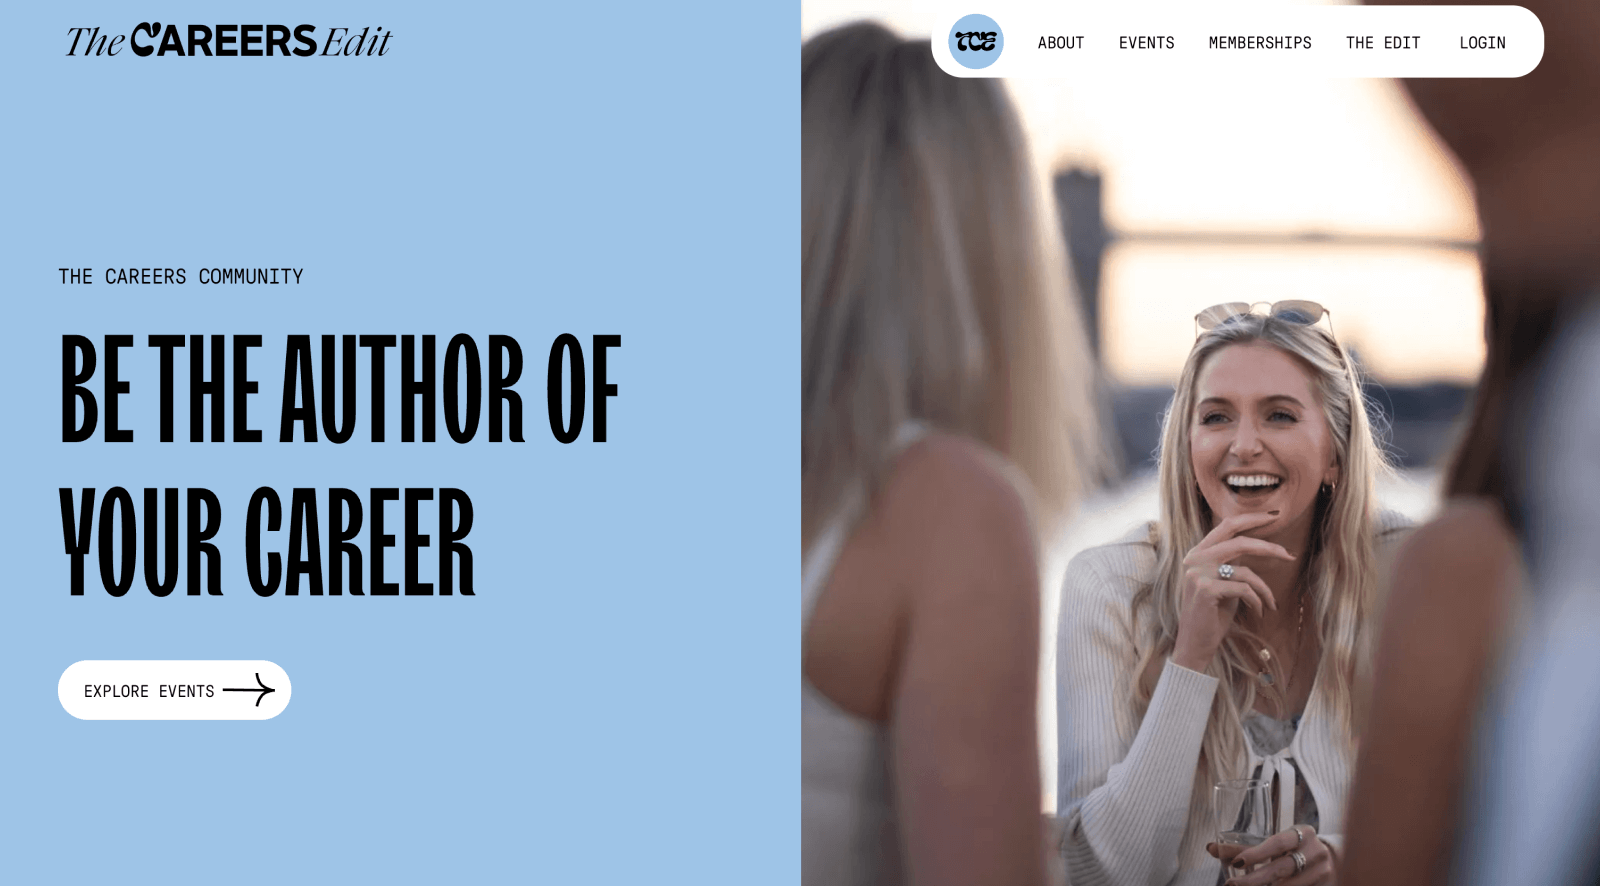 The CAREERS Edit
TCE
ABOUT
EVENTS
MEMBERSHIPS
THE EDIT
LOGIN
THE CAREERS COMMUNITY
BE THE AUTHOR OF
YOUR CAREER
EXPLORE EVENTS